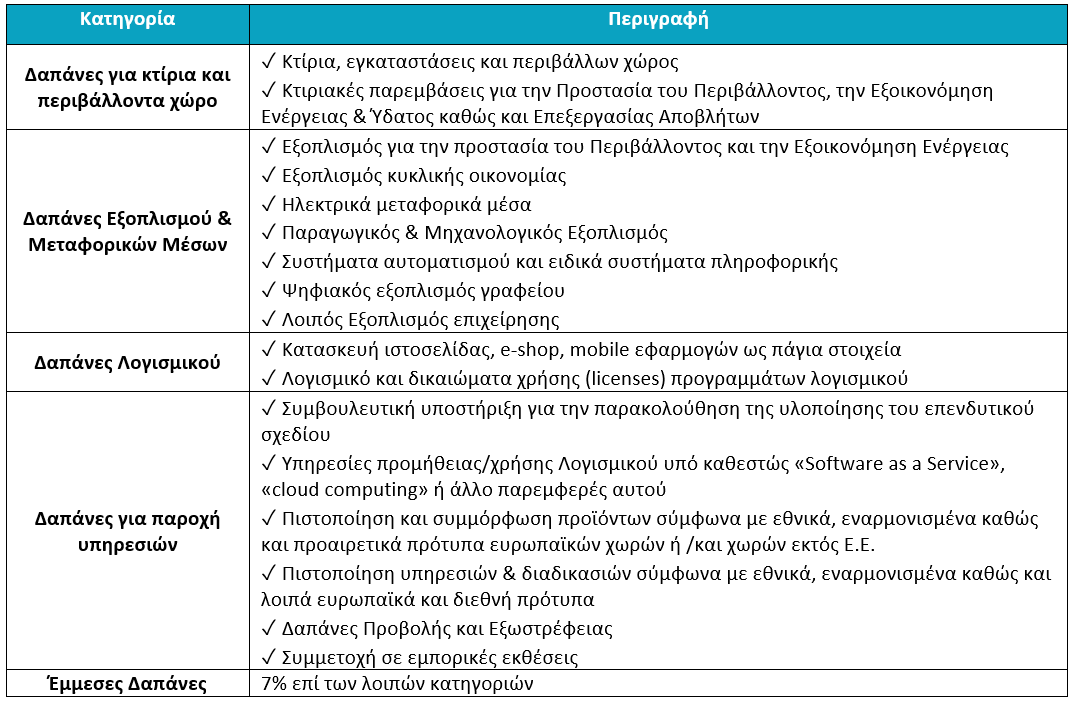 Κατηγορία
Περιγραφή
Δαπάνες για κτίρια και
περιβάλλοντα χώρο
✓ Κτίρια, εγκαταστάσεις και περιβάλλων χώρος
✓ Κτιριακές παρεμβάσεις για την Προστασία του Περιβάλλοντος, την Εξοικονόμηση
Ενέργειας & Ύδατος καθώς και Επεξεργασίας Αποβλήτων
Δαπάνες Εξοπλισμού &
Μεταφορικών Μέσων
✓ Εξοπλισμός για την προστασία του Περιβάλλοντος και την Εξοικονόμηση Ενέργειας
✓ Εξοπλισμός κυκλικής οικονομίας
✓ Ηλεκτρικά μεταφορικά μέσα
✓ Παραγωγικός & Μηχανολογικός Εξοπλισμός
✓ Συστήματα αυτοματισμού και ειδικά συστήματα πληροφορικής
✓ Ψηφιακός εξοπλισμός γραφείου
✓ Λοιπός Εξοπλισμός επιχείρησης
Δαπάνες Λογισμικού
✓ Κατασκευή ιστοσελίδας, e-shop, mobile εφαρμογών ως πάγια στοιχεία
✓ Λογισμικό και δικαιώματα χρήσης (licenses) προγραμμάτων λογισμικού
Δαπάνες για παροχή
υπηρεσιών
✓ Συμβουλευτική υποστήριξη για την παρακολούθηση της υλοποίησης του επενδυτικού
σχεδίου
✓ Υπηρεσίες προμήθειας/χρήσης Λογισμικού υπό καθεστώς «Software as a Service»,
«cloud computing» ή άλλο παρεμφερές αυτού
✓ Πιστοποίηση και συμμόρφωση προϊόντων σύμφωνα με εθνικά, εναρμονισμένα καθώς
και προαιρετικά πρότυπα ευρωπαϊκών χωρών ή /και χωρών εκτός Ε.Ε.
✓ Πιστοποίηση υπηρεσιών & διαδικασιών σύμφωνα με εθνικά, εναρμονισμένα καθώς και
λοιπά ευρωπαϊκά και διεθνή πρότυπα
✓ Δαπάνες Προβολής και Εξωστρέφειας
✓ Συμμετοχή σε εμπορικές εκθέσεις
Έμμεσες Δαπάνες
7% επί των λοιπών κατηγοριών